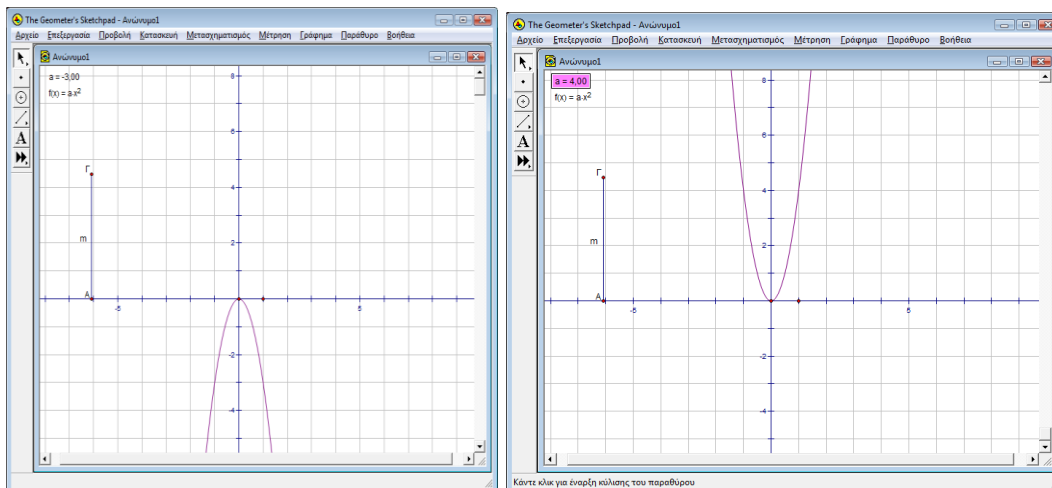 The Geometer's Sketchpad - Ανώνυμο1
Αρχείο Επεξεργασία Προβολή Κατασκευή Μετασχηματισμός Μέτρηση Γράφημα Παράθυρο Βοήθεια
Ανώνυμο1
a = -3,00
f(x) = a·x²
8
6
Γ
4
m
2
A
-5
5
-2
-4
A
The Geometer's Sketchpad - Ανώνυμο1
Αρχείο Επεξεργασία Προβολή Κατασκευή Μετασχηματισμός Μέτρηση Γράφημα Παράθυρο Βοήθεια
Ανώνυμο1
a = 4,00
f(x) = a·x²
8
6
Γ
4
m
2
A
-5
5
-2
-4
A
Κάντε κλικ για έναρξη κύλισης του παραθύρου